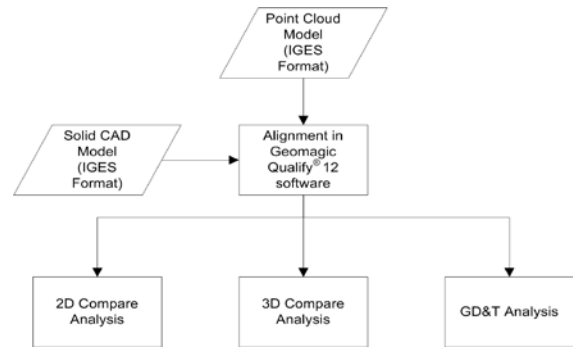 Point Cloud
Model
(IGES
Format)
Solid CAD
Model
(IGES
Format)
Alignment in
Geomagic
Qualify® 12
software
2D Compare
Analysis
3D Compare
Analysis
GD&T Analysis